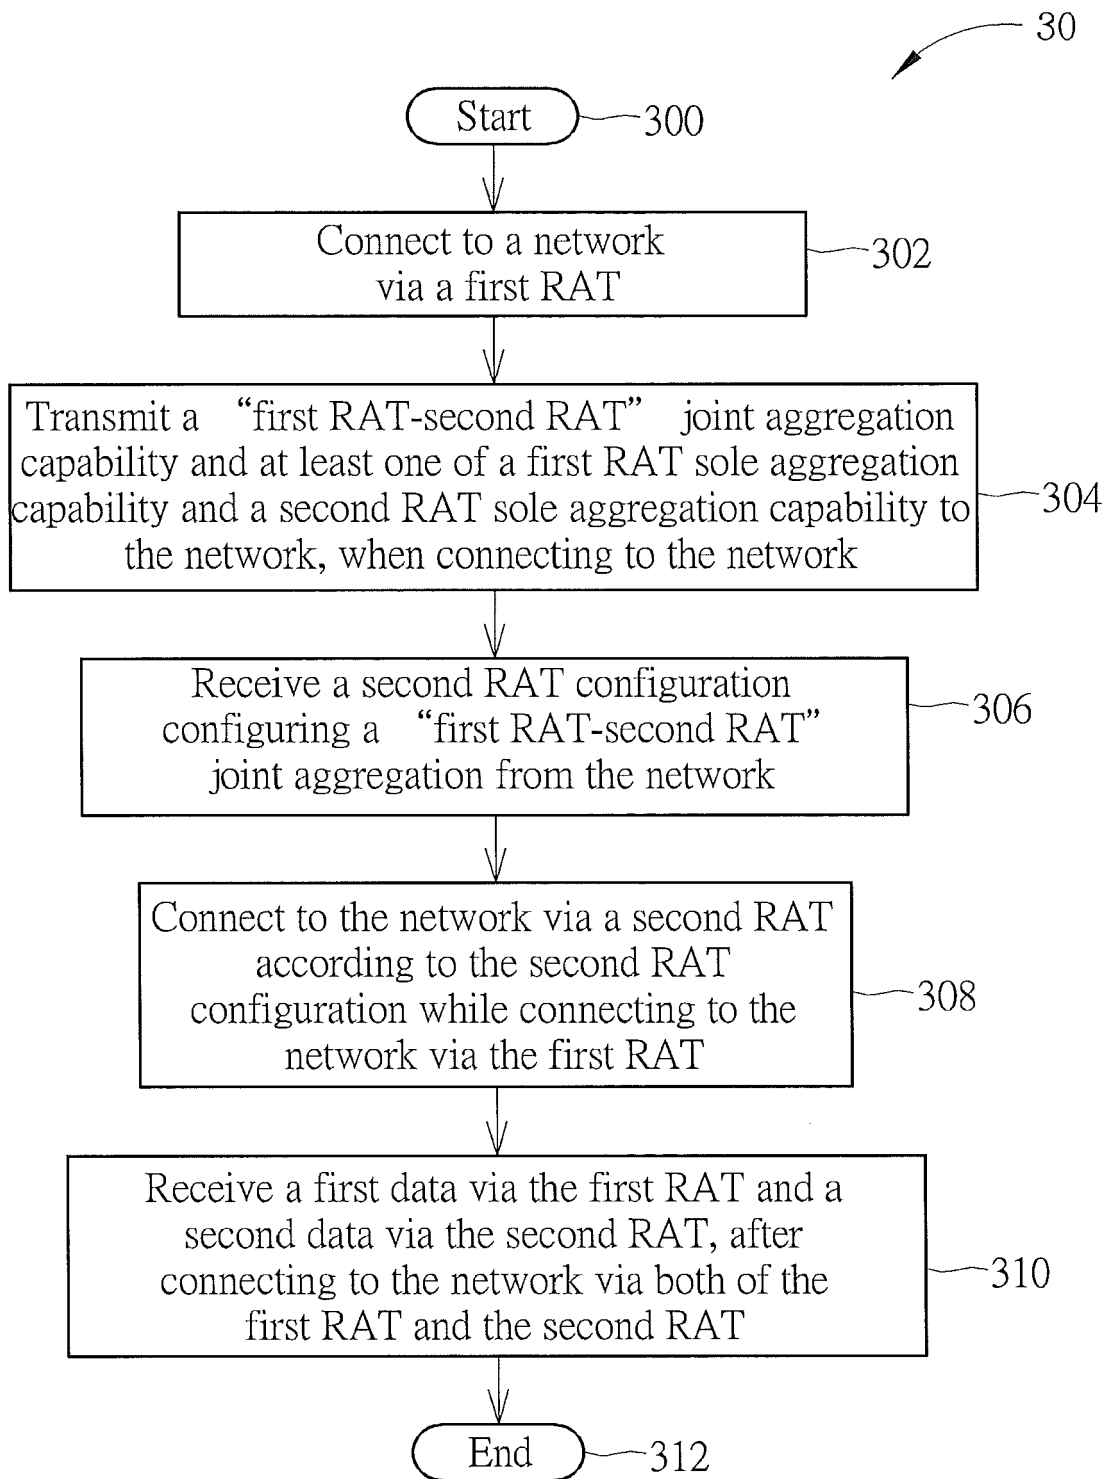 30
Start
300
Connect to a network
via a first RAT
302
Transmit a “first RAT-second RAT” joint aggregation
capability and at least one of a first RAT sole aggregation
capability and a second RAT sole aggregation capability to
the network, when connecting to the network
304
Receive a second RAT configuration
configuring a “first RAT-second RAT”
joint aggregation from the network
306
Connect to the network via a second RAT
according to the second RAT
configuration while connecting to the
network via the first RAT
308
Receive a first data via the first RAT and a
second data via the second RAT, after
connecting to the network via both of the
first RAT and the second RAT
310
End
312